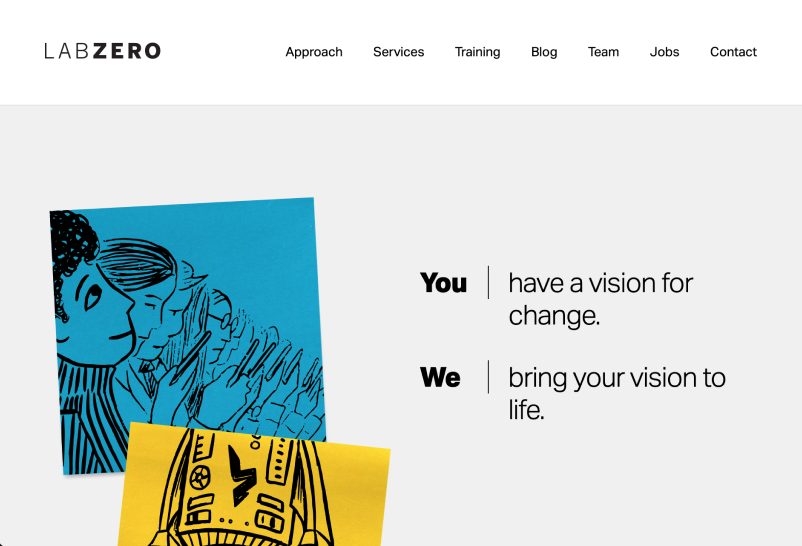 LABZERO
Approach Services Training Blog Team Jobs Contact
You have a vision for
change.
We bring your vision to
life.